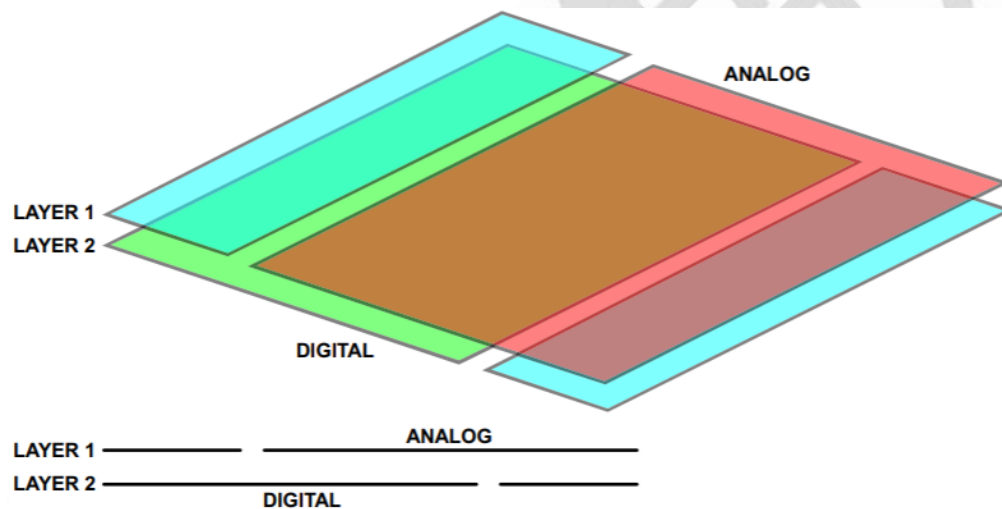 ANALOG
LAYER 1
LAYER 2
DIGITAL
ANALOG
LAYER 1
LAYER 2
DIGITAL